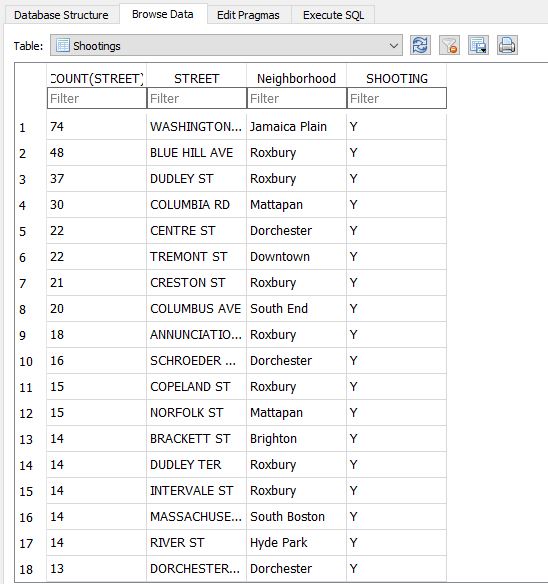 Database Structure Browse Data Edit Pragmas Execute SQL
Table: Shootings
COUNT(STREET) STREET Neighborhood SHOOTING
Filter Filter Filter Filter
1 74 WASHINGTON... Jamaica Plain Y
2 48 BLUE HILL AVE Roxbury Y
3 37 DUDLEY ST Roxbury Y
4 30 COLUMBIA RD Mattapan Y
5 22 CENTRE ST Dorchester Y
6 22 TREMONT ST Downtown Y
7 21 CRESTON ST Roxbury Y
8 20 COLUMBUS AVE South End Y
9 18 ANNUNCIATIO... Roxbury Y
10 16 SCHROEDER ... Dorchester Y
11 15 COPELAND ST Roxbury Y
12 15 NORFOLK ST Mattapan Y
13 14 BRACKETT ST Brighton Y
14 14 DUDLEY TER Roxbury Y
15 14 INTERVALE ST Roxbury Y
16 14 MASSACHUSE... South Boston Y
17 14 RIVER ST Hyde Park Y
18 13 DORCHESTER... Dorchester Y